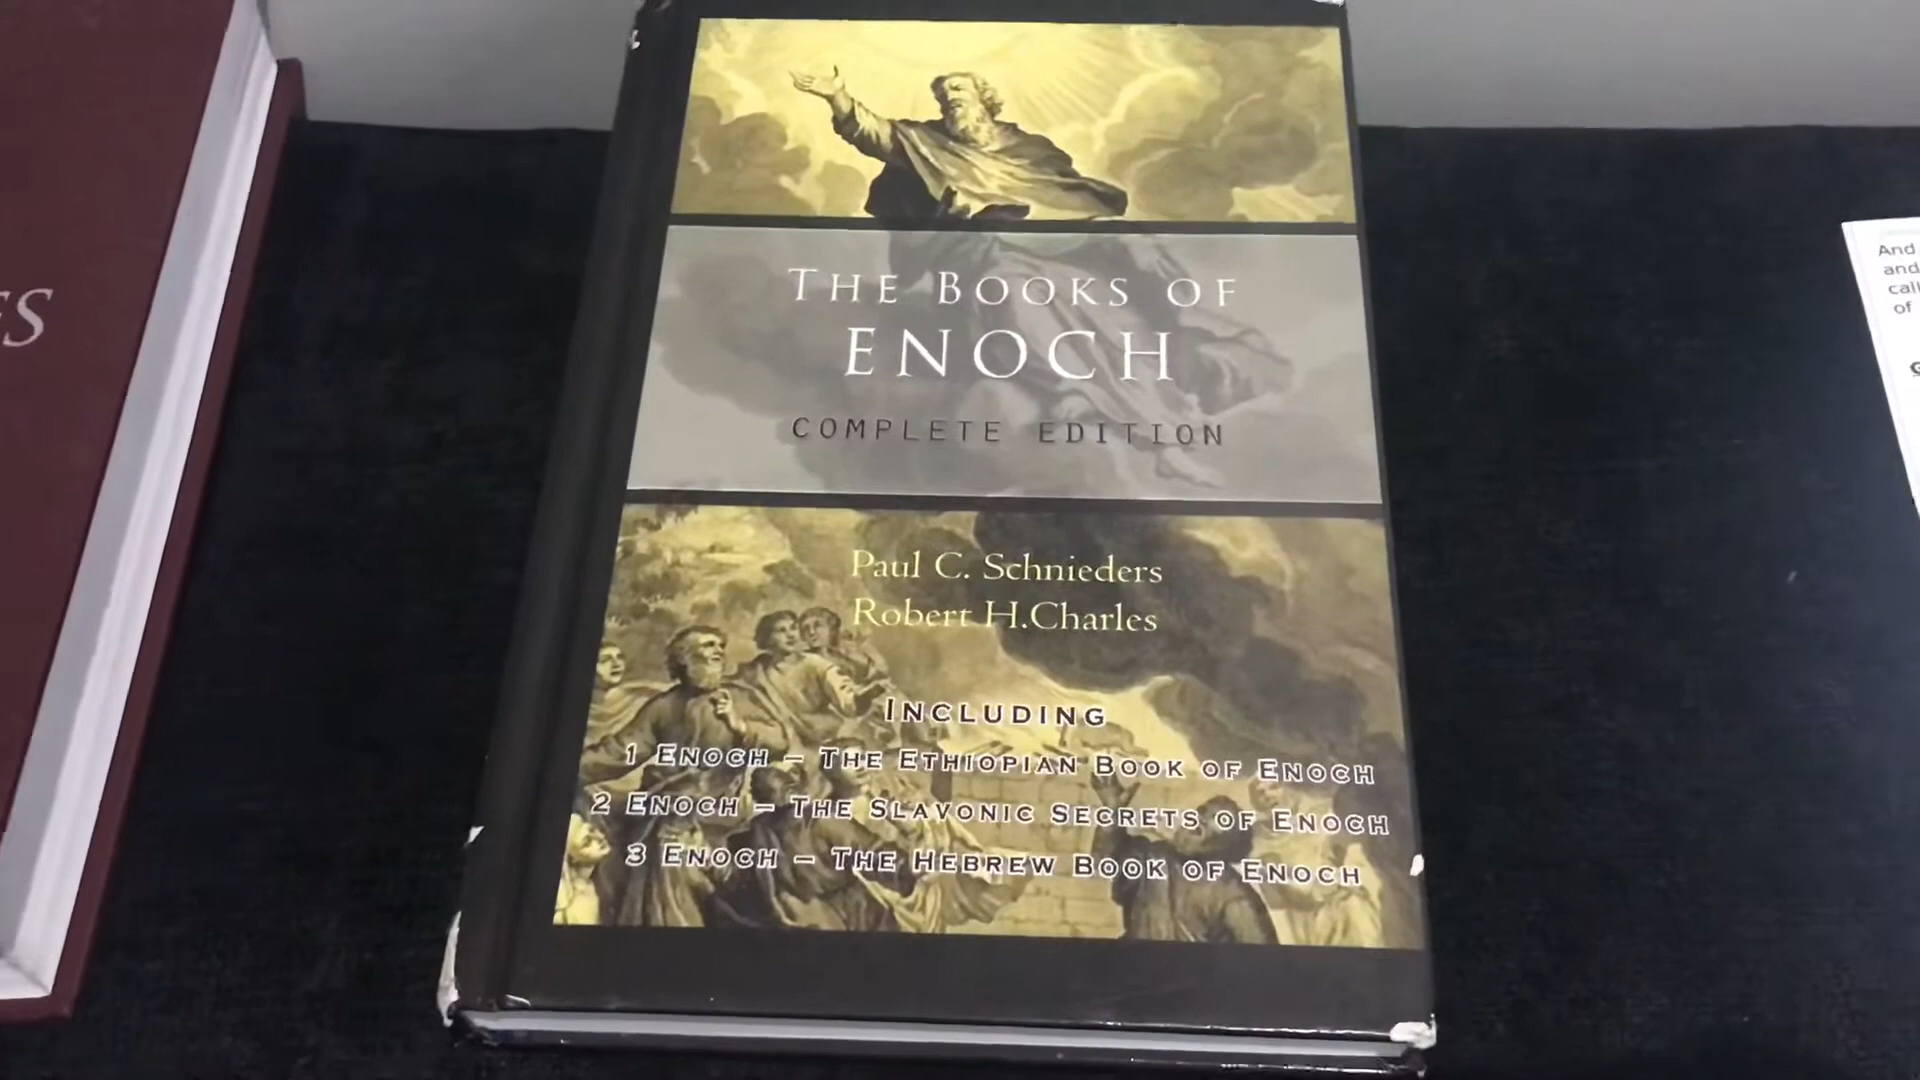 THE BOOKS OF
ENOCH
COMPLETE EDITION
Paul C. Schnieders
Robert H.Charles
INCLUDING
1 ENOCH – THE ETHIOPIAN BOOK OF ENOCH
2 ENOCH – THE SLAVONIC SECRETS OF ENOCH
3 ENOCH – THE HEBREW BOOK OF ENOCH
And
and
of